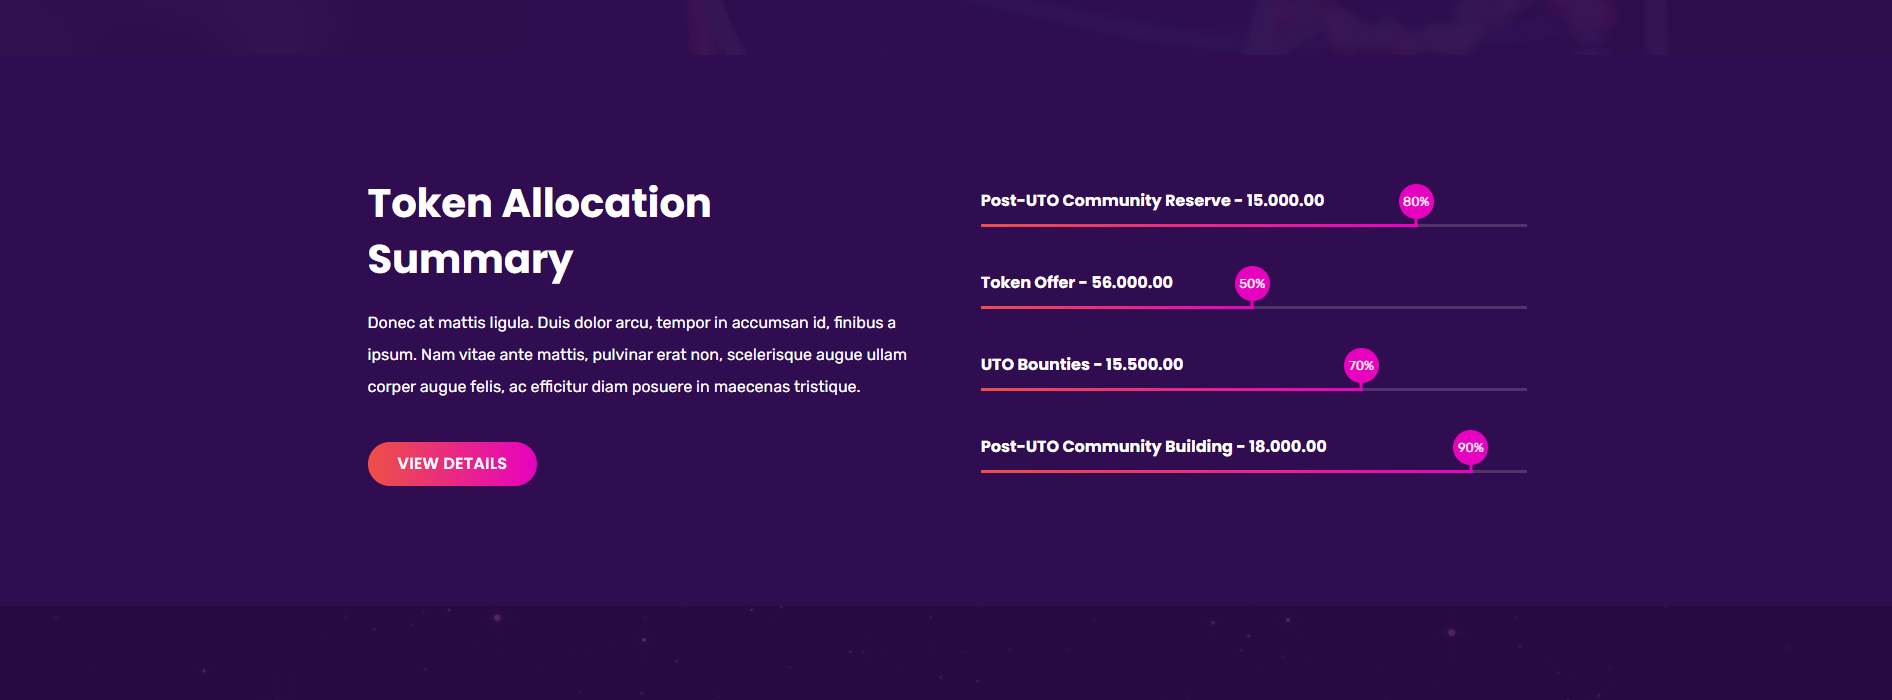 Token Allocation
Summary
Donec at mattis ligula. Duis dolor arcu, tempor in accumsan id, finibus a
ipsum. Nam vitae ante mattis, pulvinar erat non, scelerisque augue ullam
corper augue felis, ac efficitur diam posuere in maecenas tristique.
VIEW DETAILS
Post-UTO Community Reserve - 15.000.00
80%
Token Offer - 56.000.00
50%
UTO Bounties - 15.500.00
70%
Post-UTO Community Building - 18.000.00
90%